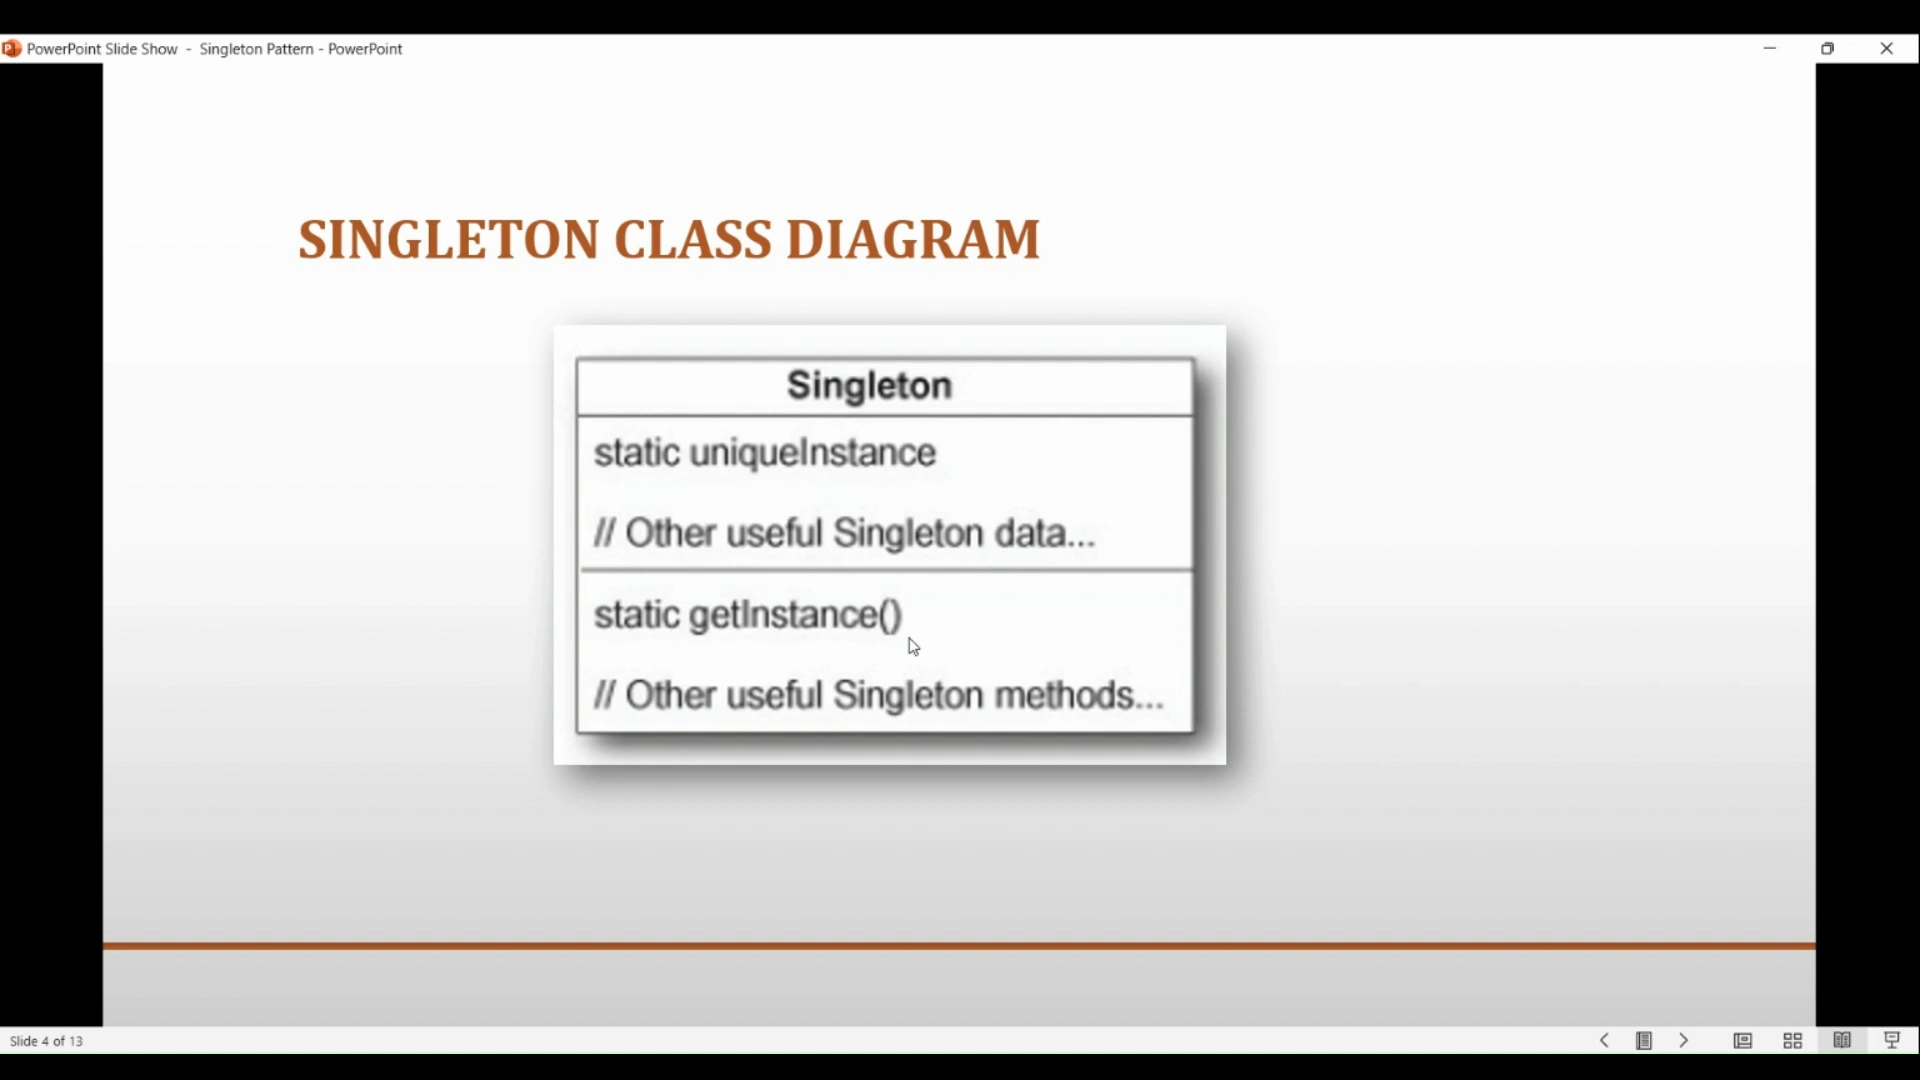 PowerPoint Slide Show - Singleton Pattern - PowerPoint
SINGLETON CLASS DIAGRAM
Singleton
static uniqueInstance
// Other useful Singleton data...
static getInstance()
// Other useful Singleton methods...
Slide 4 of 13